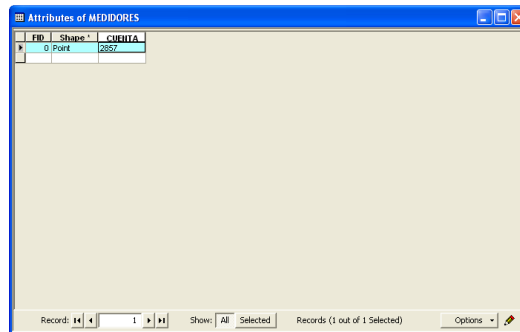 Attributes of MEDIDORES
FID Shape * CUENTA
0 Point 2857
Record: 1 Show: All Selected Records (1 out of 1 Selected) Options